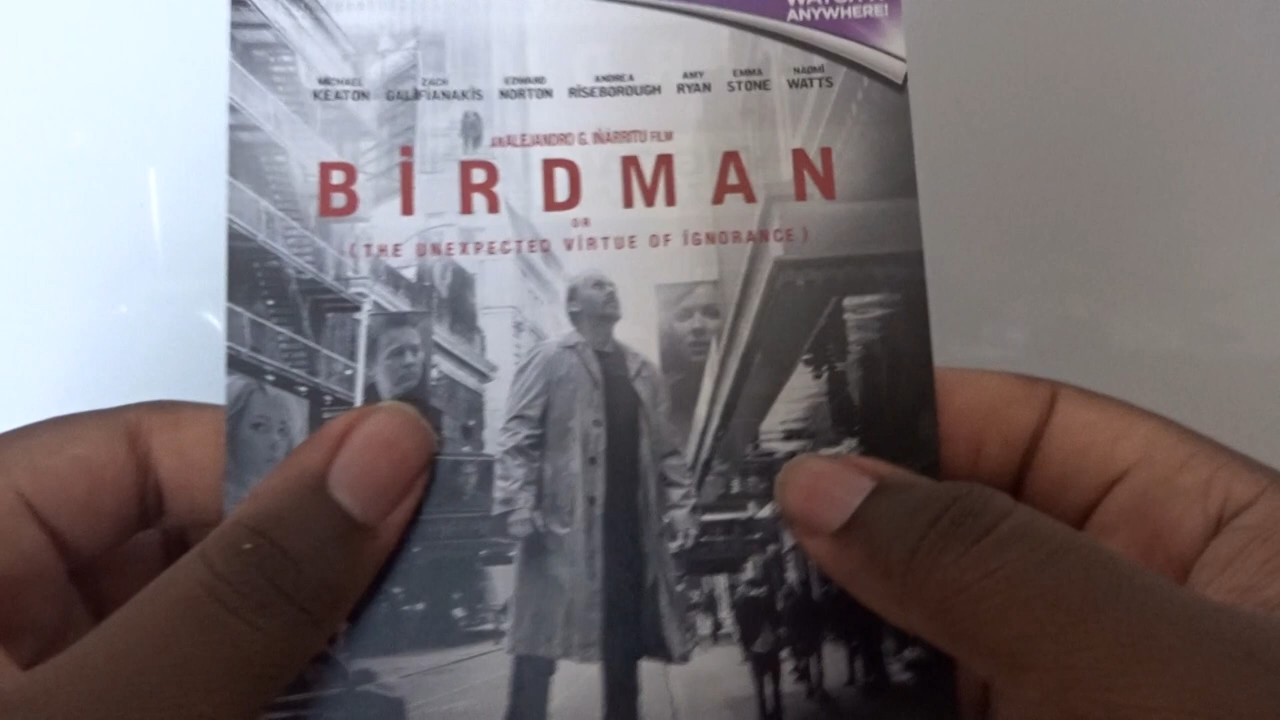 ANYWHERE!
MICHAEL KEATON ZACH GALIFIANAKIS EDWARD NORTON ANDREA RISEBOROUGH AMY RYAN EMMA STONE NAOMI WATTS
AN ALEJANDRO G. IÑÁRRITU FILM
BİRDMAN
OR
(THE UNEXPECTED VİRTUE OF İGNORANCE)